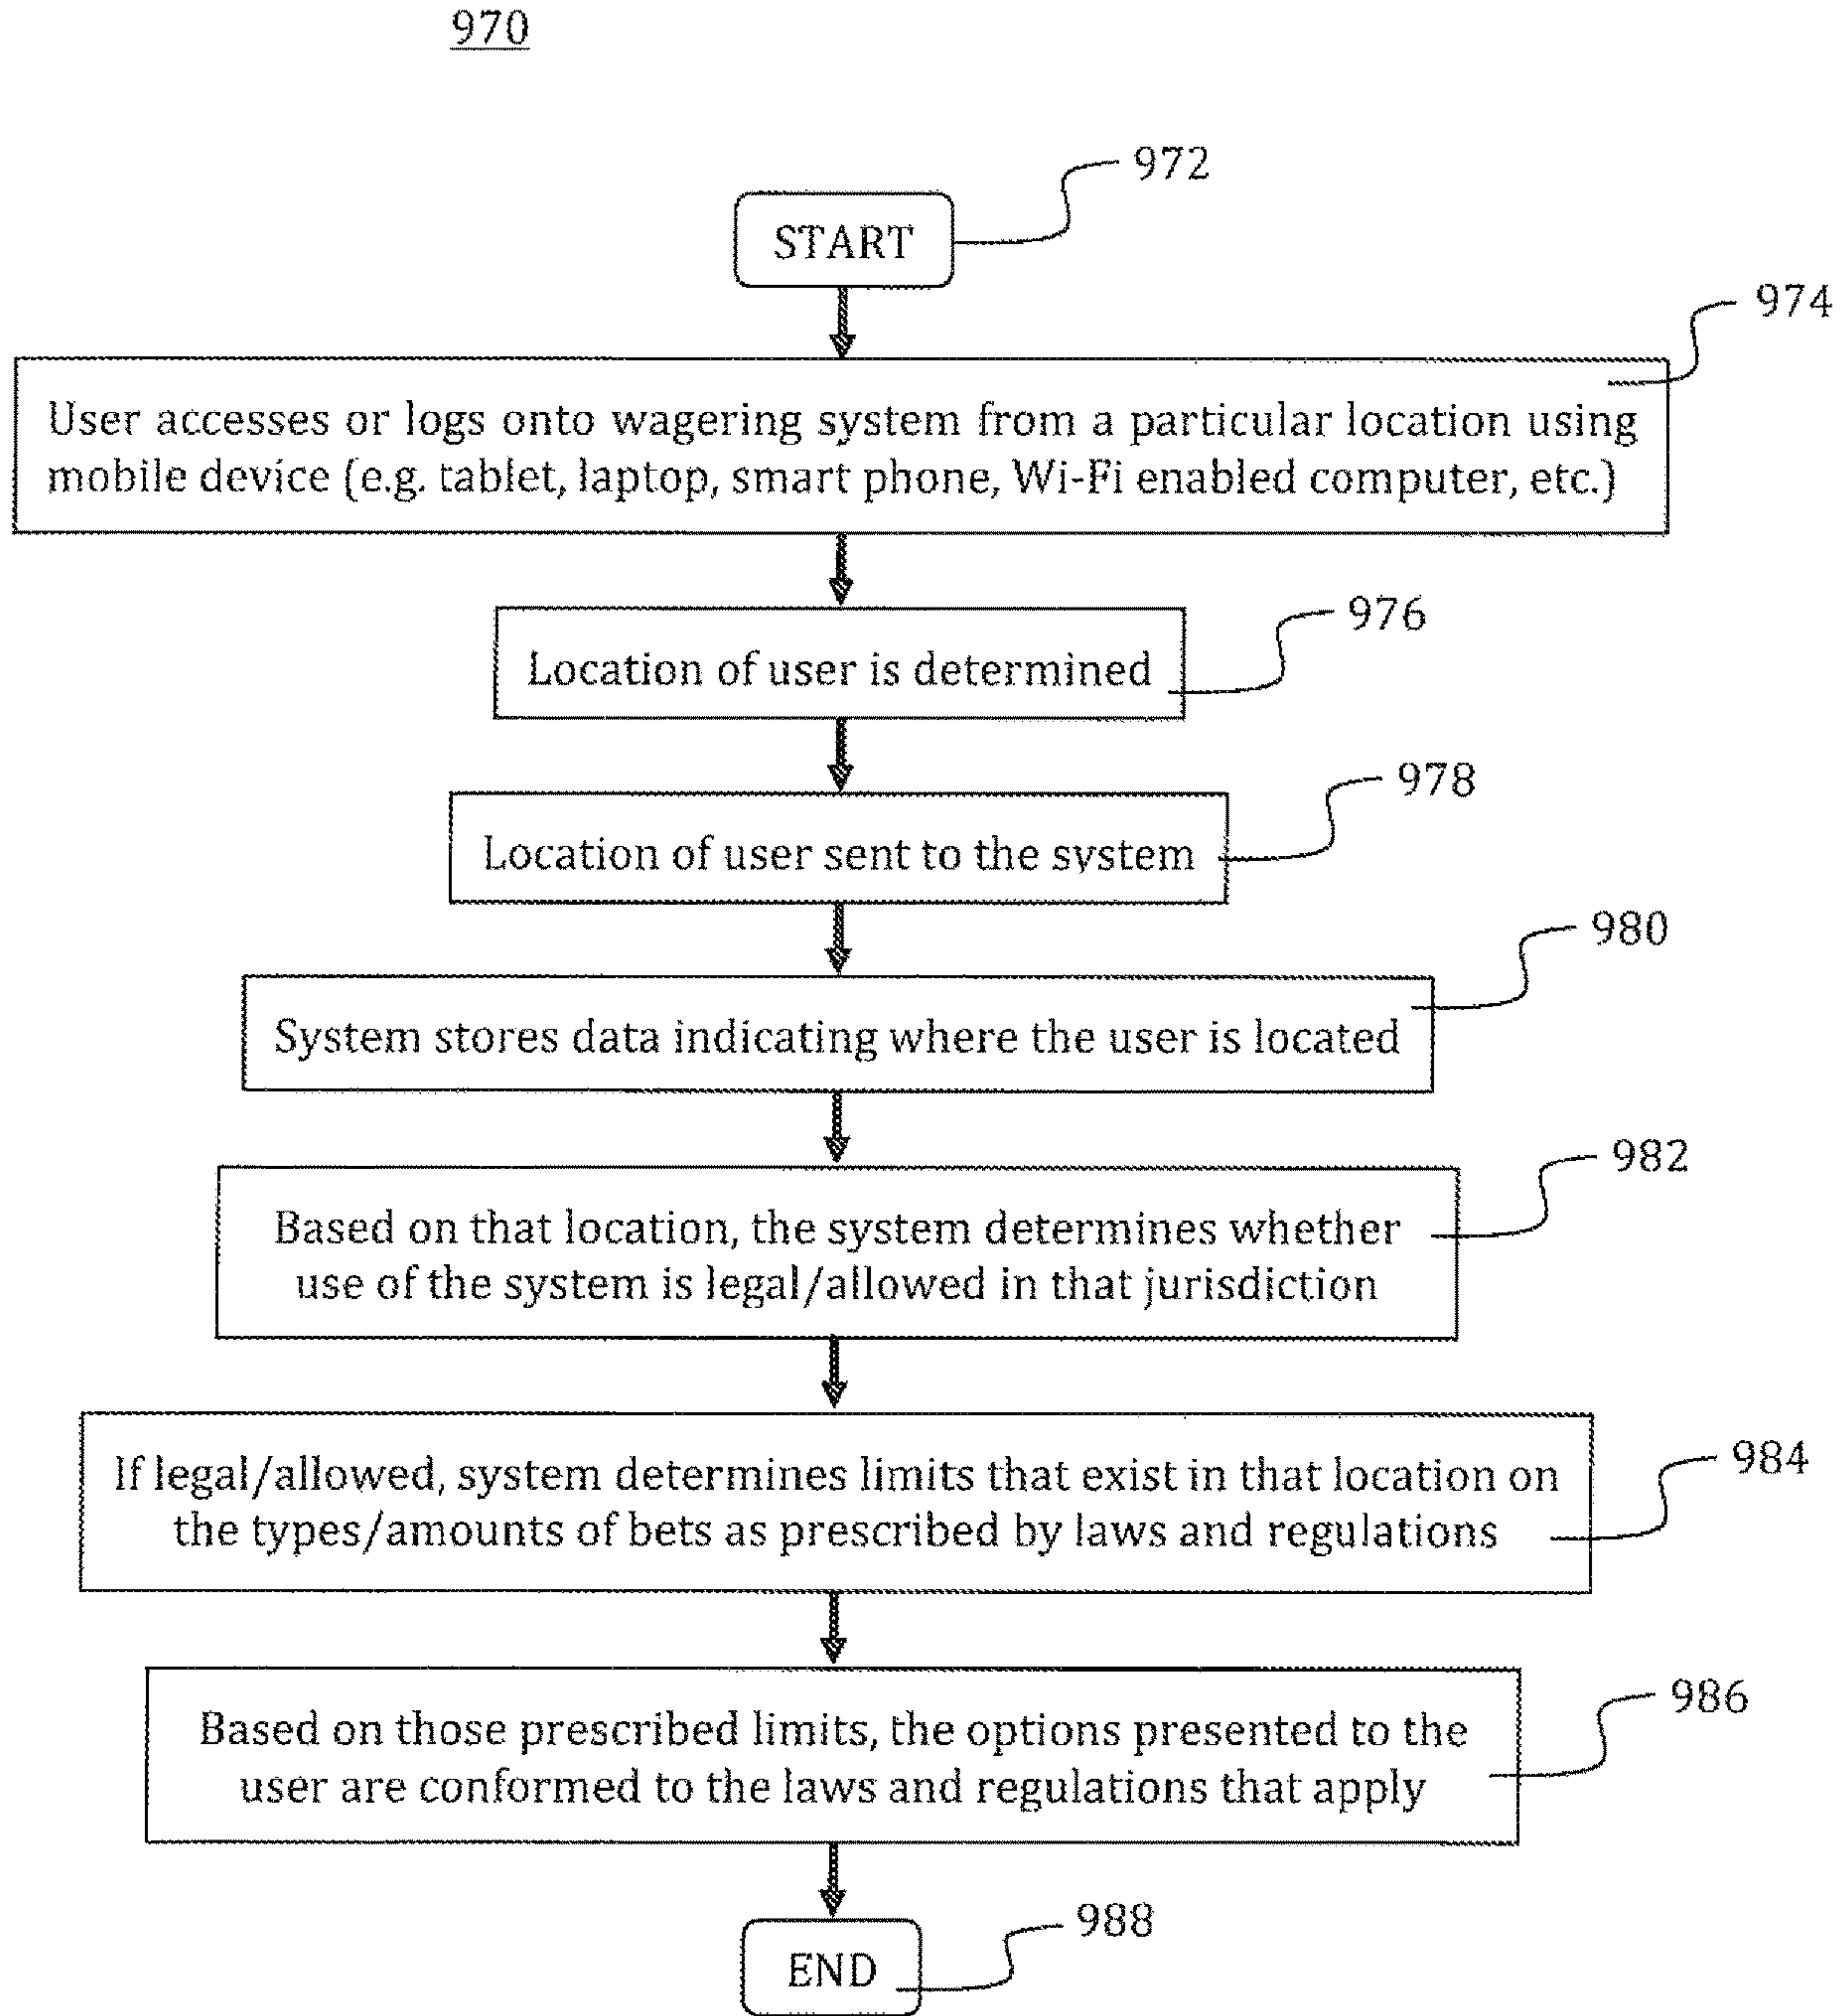 970
972
START
974
User accesses or logs onto wagering system from a particular location using
mobile device (e.g. tablet, laptop, smart phone, Wi-Fi enabled computer, etc.)
976
Location of user is determined
978
Location of user sent to the system
980
System stores data indicating where the user is located
982
Based on that location, the system determines whether
use of the system is legal/allowed in that jurisdiction
984
If legal/allowed, system determines limits that exist in that location on
the types/amounts of bets as prescribed by laws and regulations
986
Based on those prescribed limits, the options presented to the
user are conformed to the laws and regulations that apply
988
END